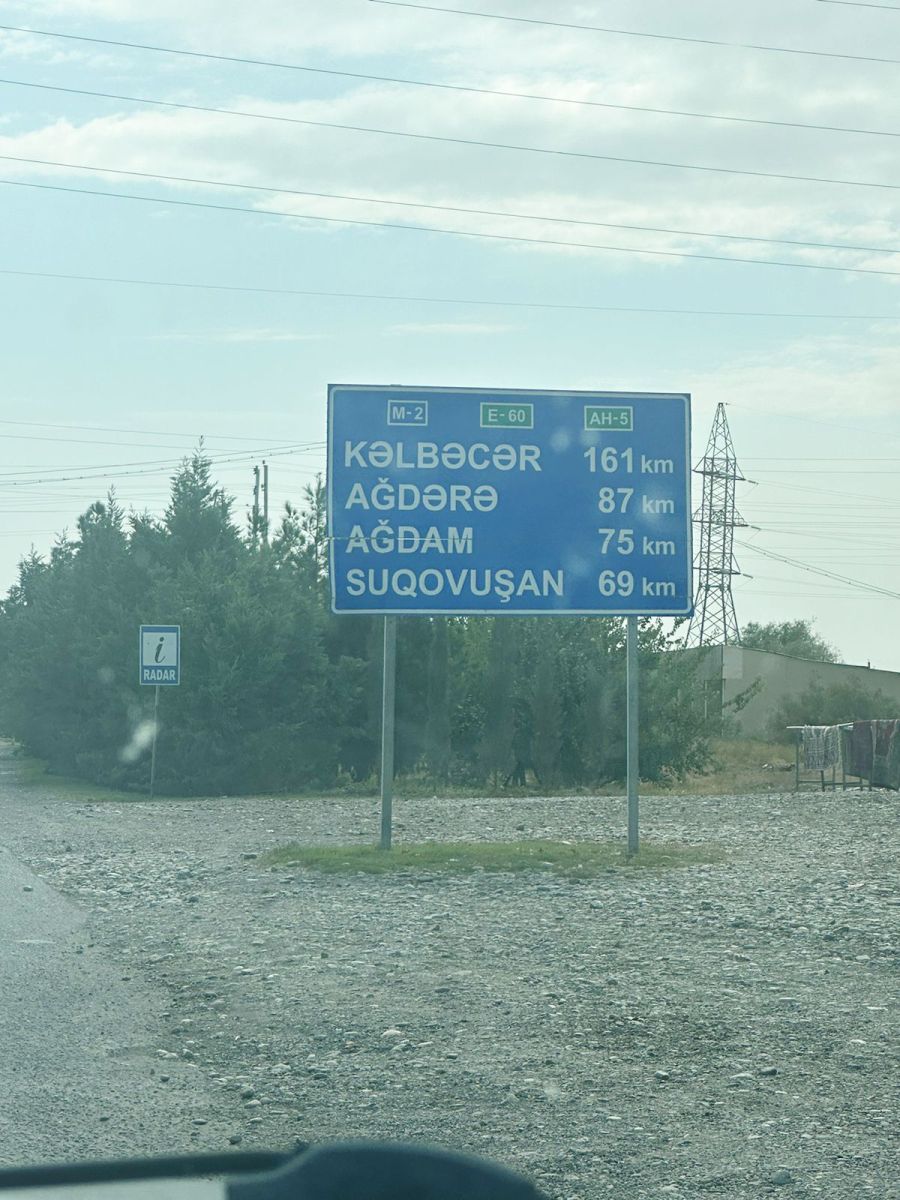 M-2 E-60 AH-5
KƏLBƏCƏR 161 km
AĞDƏRƏ 87 km
AĞDAM 75 km
SUQOVUŞAN 69 km
i
RADAR